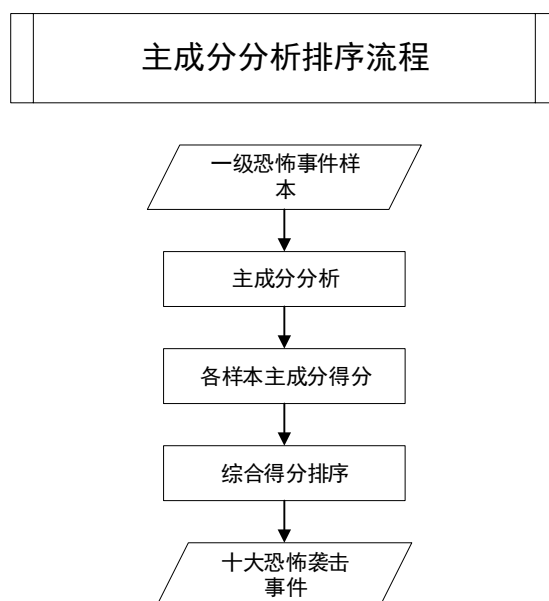 主成分分析排序流程
一级恐怖事件样
本
主成分分析
各样本主成分得分
综合得分排序
十大恐怖袭击
事件